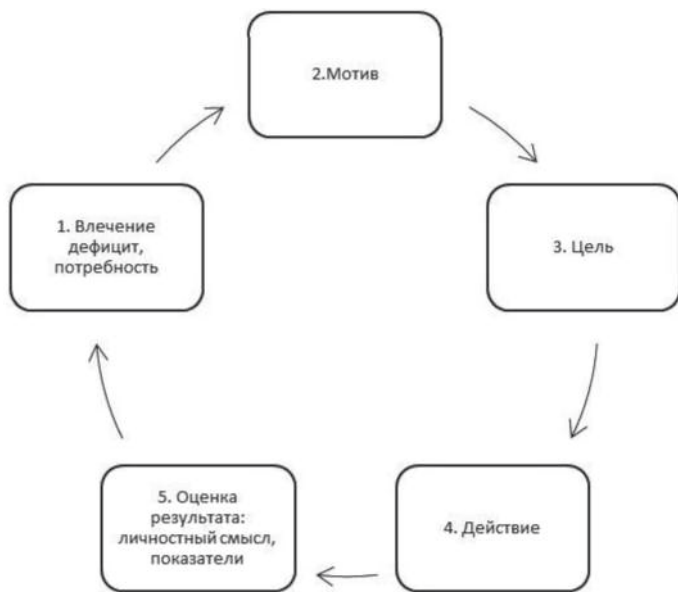 2.Мотив
1. Влечение
дефицит,
потребность
3. Цель
5. Оценка
результата:
личностный смысл,
показатели
4. Действие